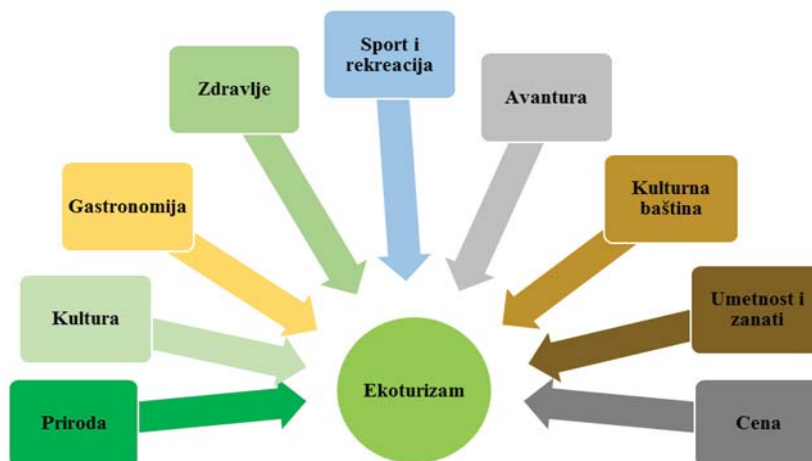 Sport i
rekreacija
Zdravlje
Avantura
Gastronomija
Kulturna
baština
Kultura
Umetnost i
zanati
Priroda
Ekoturizam
Cena